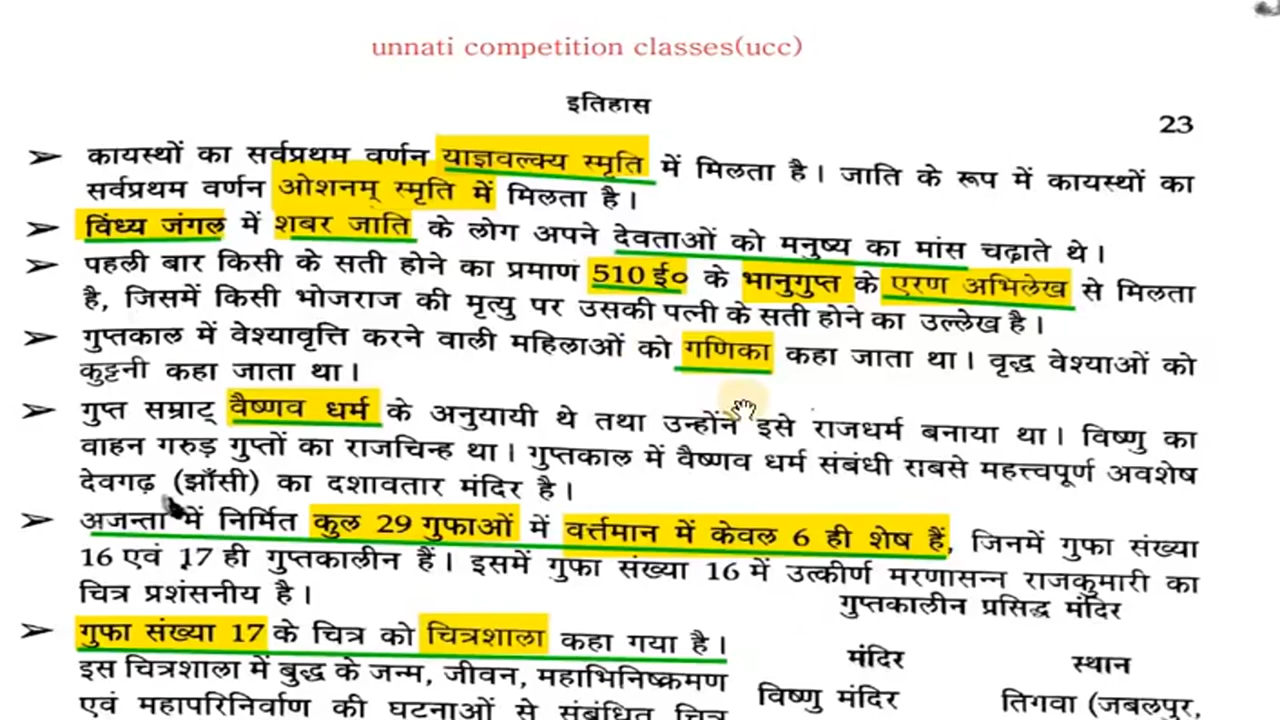 unnati competition classes(ucc)
इतिहास
23
➢ कायस्थों का सर्वप्रथम वर्णन याज्ञवल्क्य स्मृति में मिलता है। जाति के रूप में कायस्थों का
सर्वप्रथम वर्णन ओशनम् स्मृति में मिलता है।
➢ विंध्य जंगल में शबर जाति के लोग अपने देवताओं को मनुष्य का मांस चढ़ाते थे।
➢ पहली बार किसी के सती होने का प्रमाण 510 ई० के भानुगुप्त के एरण अभिलेख से मिलता
है, जिसमें किसी भोजराज की मृत्यु पर उसकी पत्नी के सती होने का उल्लेख है।
➢ गुप्तकाल में वेश्यावृत्ति करने वाली महिलाओं को गणिका कहा जाता था। वृद्ध वेश्याओं को
कुट्टनी कहा जाता था।
➢ गुप्त सम्राट् वैष्णव धर्म के अनुयायी थे तथा उन्होंने इसे राजधर्म बनाया था। विष्णु का
वाहन गरुड़ गुप्तों का राजचिन्ह था। गुप्तकाल में वैष्णव धर्म संबंधी सबसे महत्त्वपूर्ण अवशेष
देवगढ़ (झाँसी) का दशावतार मंदिर है।
➢ अजन्ता में निर्मित कुल 29 गुफाओं में वर्त्तमान में केवल 6 ही शेष हैं, जिनमें गुफा संख्या
16 एवं 17 ही गुप्तकालीन हैं। इसमें गुफा संख्या 16 में उत्कीर्ण मरणासन्न राजकुमारी का
चित्र प्रशंसनीय है।
➢ गुफा संख्या 17 के चित्र को चित्रशाला कहा गया है।
इस चित्रशाला में बुद्ध के जन्म, जीवन, महाभिनिष्क्रमण
एवं महापरिनिर्वाण की घटनाओं से संबंधित चित्र
गुप्तकालीन प्रसिद्ध मंदिर
मंदिर स्थान
विष्णु मंदिर तिगवा (जबलपुर,